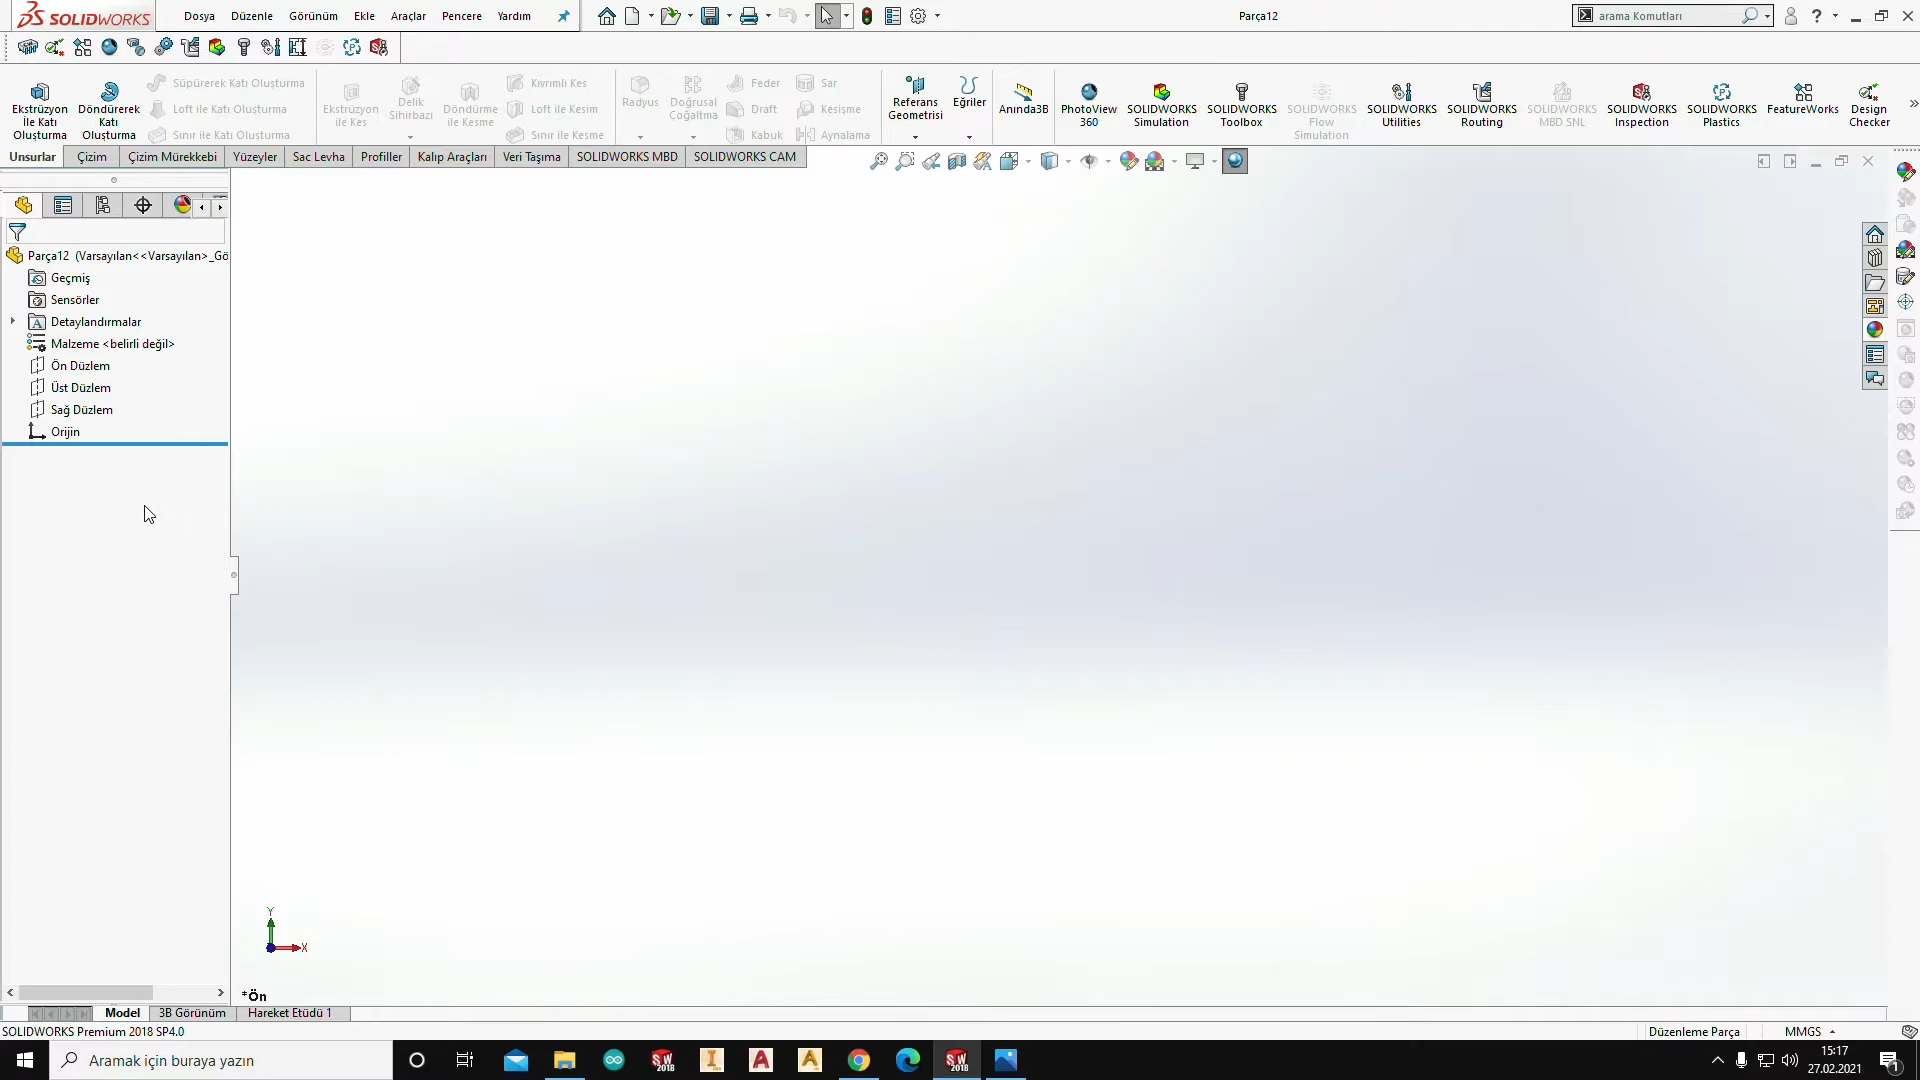 SOLIDWORKS
Dosya Düzenle Görünüm Ekle Araçlar Pencere Yardım
Parça12
arama Komutları
Ekstrüzyon İle Katı Oluşturma
Döndürerek Katı Oluşturma
Süpürerek Katı Oluşturma
Loft ile Katı Oluşturma
Sınır ile Katı Oluşturma
Ekstrüzyon ile Kes
Delik Sihirbazı
Döndürme ile Kesme
Kıvrımlı Kes
Loft ile Kesim
Sınır ile Kesme
Radyus
Doğrusal Çoğaltma
Feder
Draft
Kabuk
Sar
Kesişme
Aynalama
Referans Geometrisi
Eğriler
Anında3B
PhotoView 360
SOLIDWORKS Simulation
SOLIDWORKS Toolbox
SOLIDWORKS Flow Simulation
SOLIDWORKS Utilities
SOLIDWORKS Routing
SOLIDWORKS MBD SNL
SOLIDWORKS Inspection
SOLIDWORKS Plastics
FeatureWorks
Design Checker
Unsurlar Çizim Çizim Mürekkebi Yüzeyler Sac Levha Profiller Kalıp Araçları Veri Taşıma SOLIDWORKS MBD SOLIDWORKS CAM
Parça12 (Varsayılan<<Varsayılan>_Gö
Geçmiş
Sensörler
Detaylandırmalar
Malzeme <belirli değil>
Ön Düzlem
Üst Düzlem
Sağ Düzlem
Orijin
Y
X
*Ön
Model 3B Görünüm Hareket Etüdü 1
SOLIDWORKS Premium 2018 SP4.0
Düzenleme Parça MMGS
Aramak için buraya yazın
SW 2018
I
A
A
SW 2018
15:17
27.02.2021
1